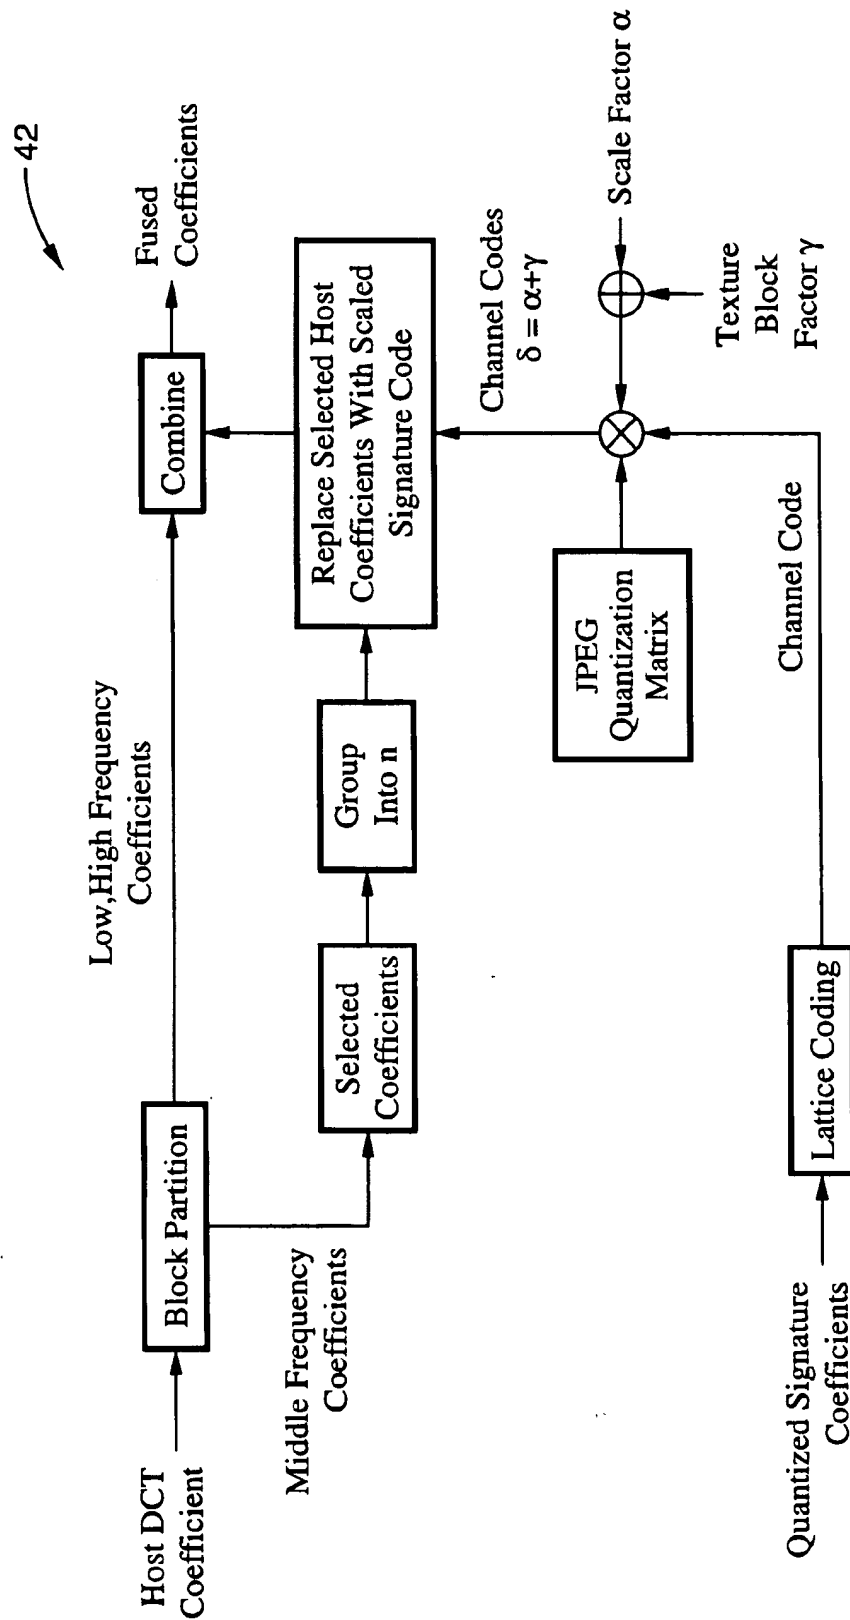 42
Host DCT
Coefficient
Block Partition
Low,High Frequency
Coefficients
Combine
Fused
Coefficients
Middle Frequency
Coefficients
Selected
Coefficients
Group
Into n
Replace Selected Host
Coefficients With Scaled
Signature Code
Channel Codes
δ = α+γ
JPEG
Quantization
Matrix
Scale Factor α
Texture
Block
Factor γ
Quantized Signature
Coefficients
Lattice Coding
Channel Code